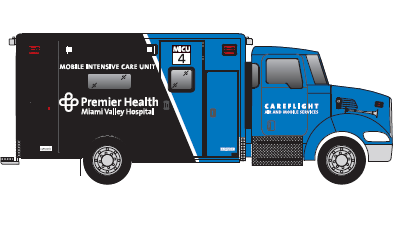 MICU
4
MOBILE INTENSIVE CARE UNIT
Premier Health
Miami Valley Hospital
CAREFLIGHT
AIR AND MOBILE SERVICES